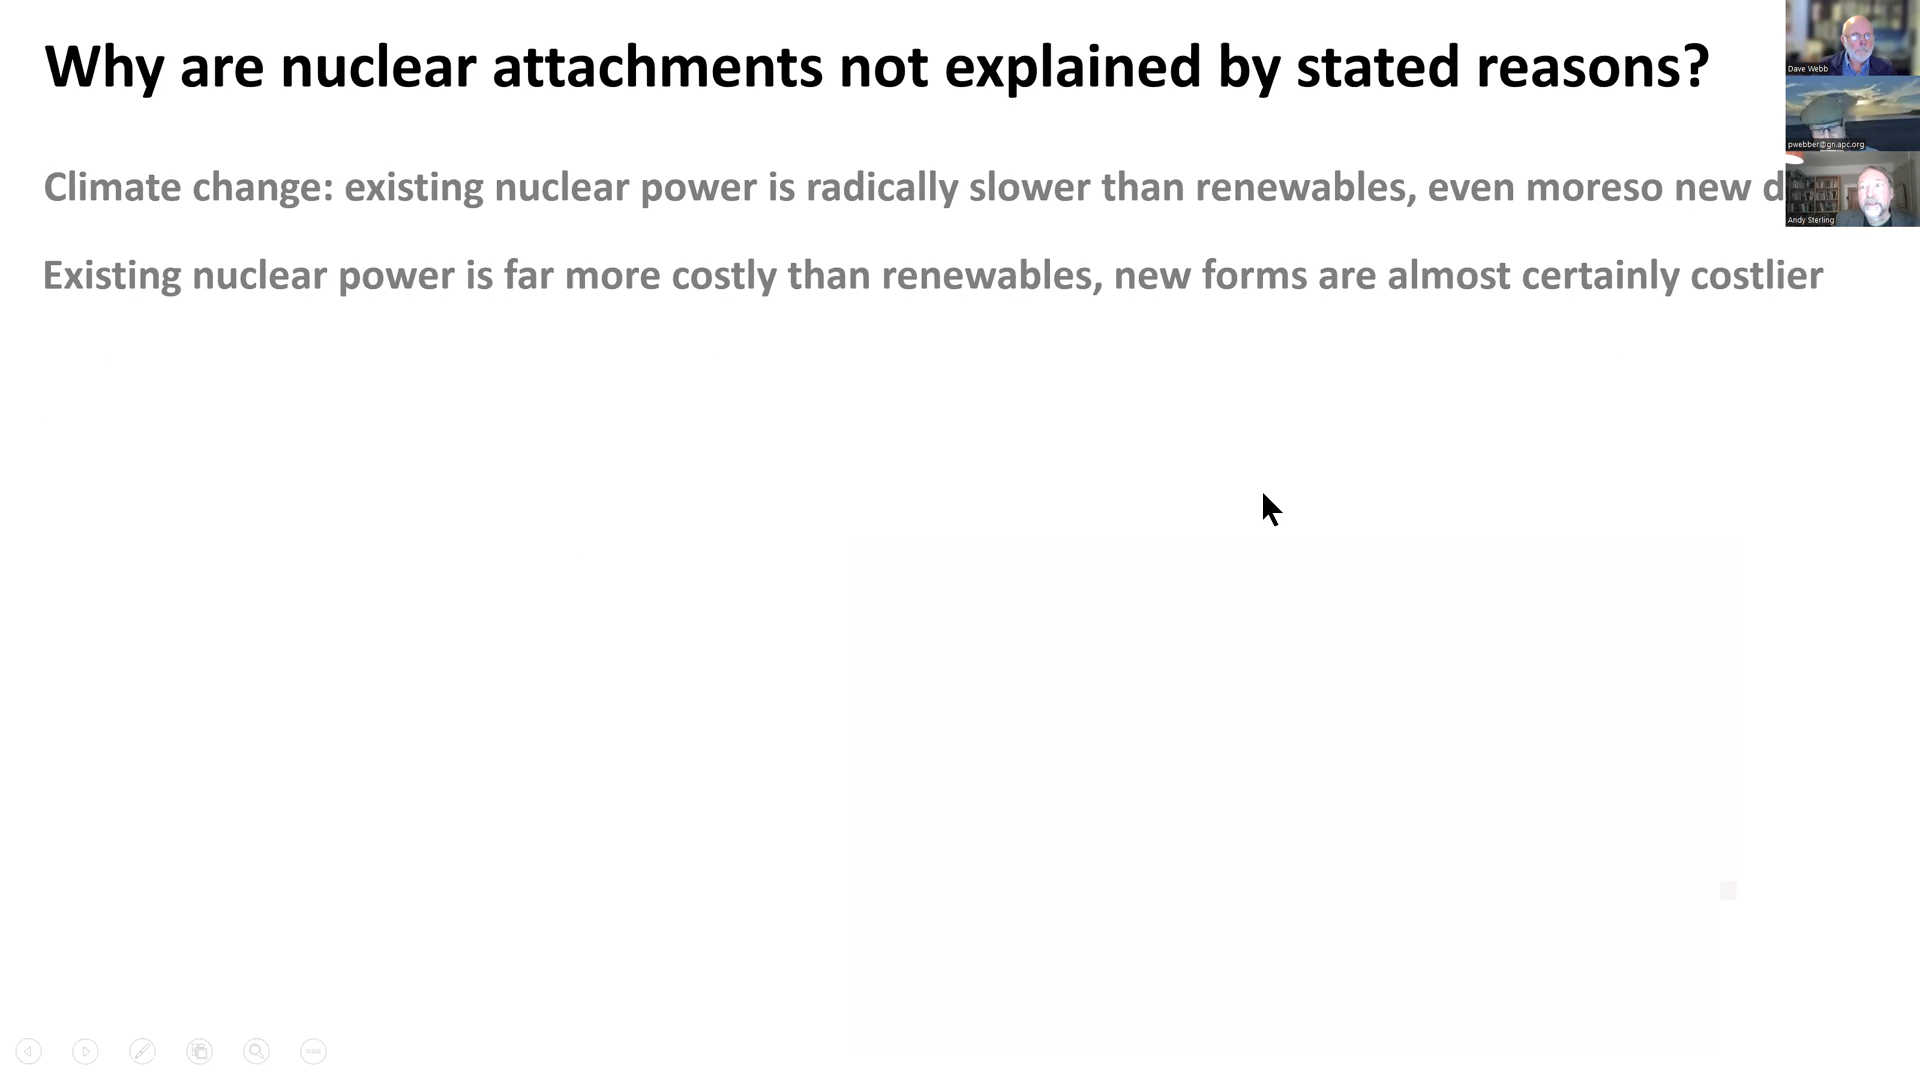 Why are nuclear attachments not explained by stated reasons?
Climate change: existing nuclear power is radically slower than renewables, even moreso new d
Existing nuclear power is far more costly than renewables, new forms are almost certainly costlier
Dave Webb
pwebber@gn.apc.org
Andy Sterling